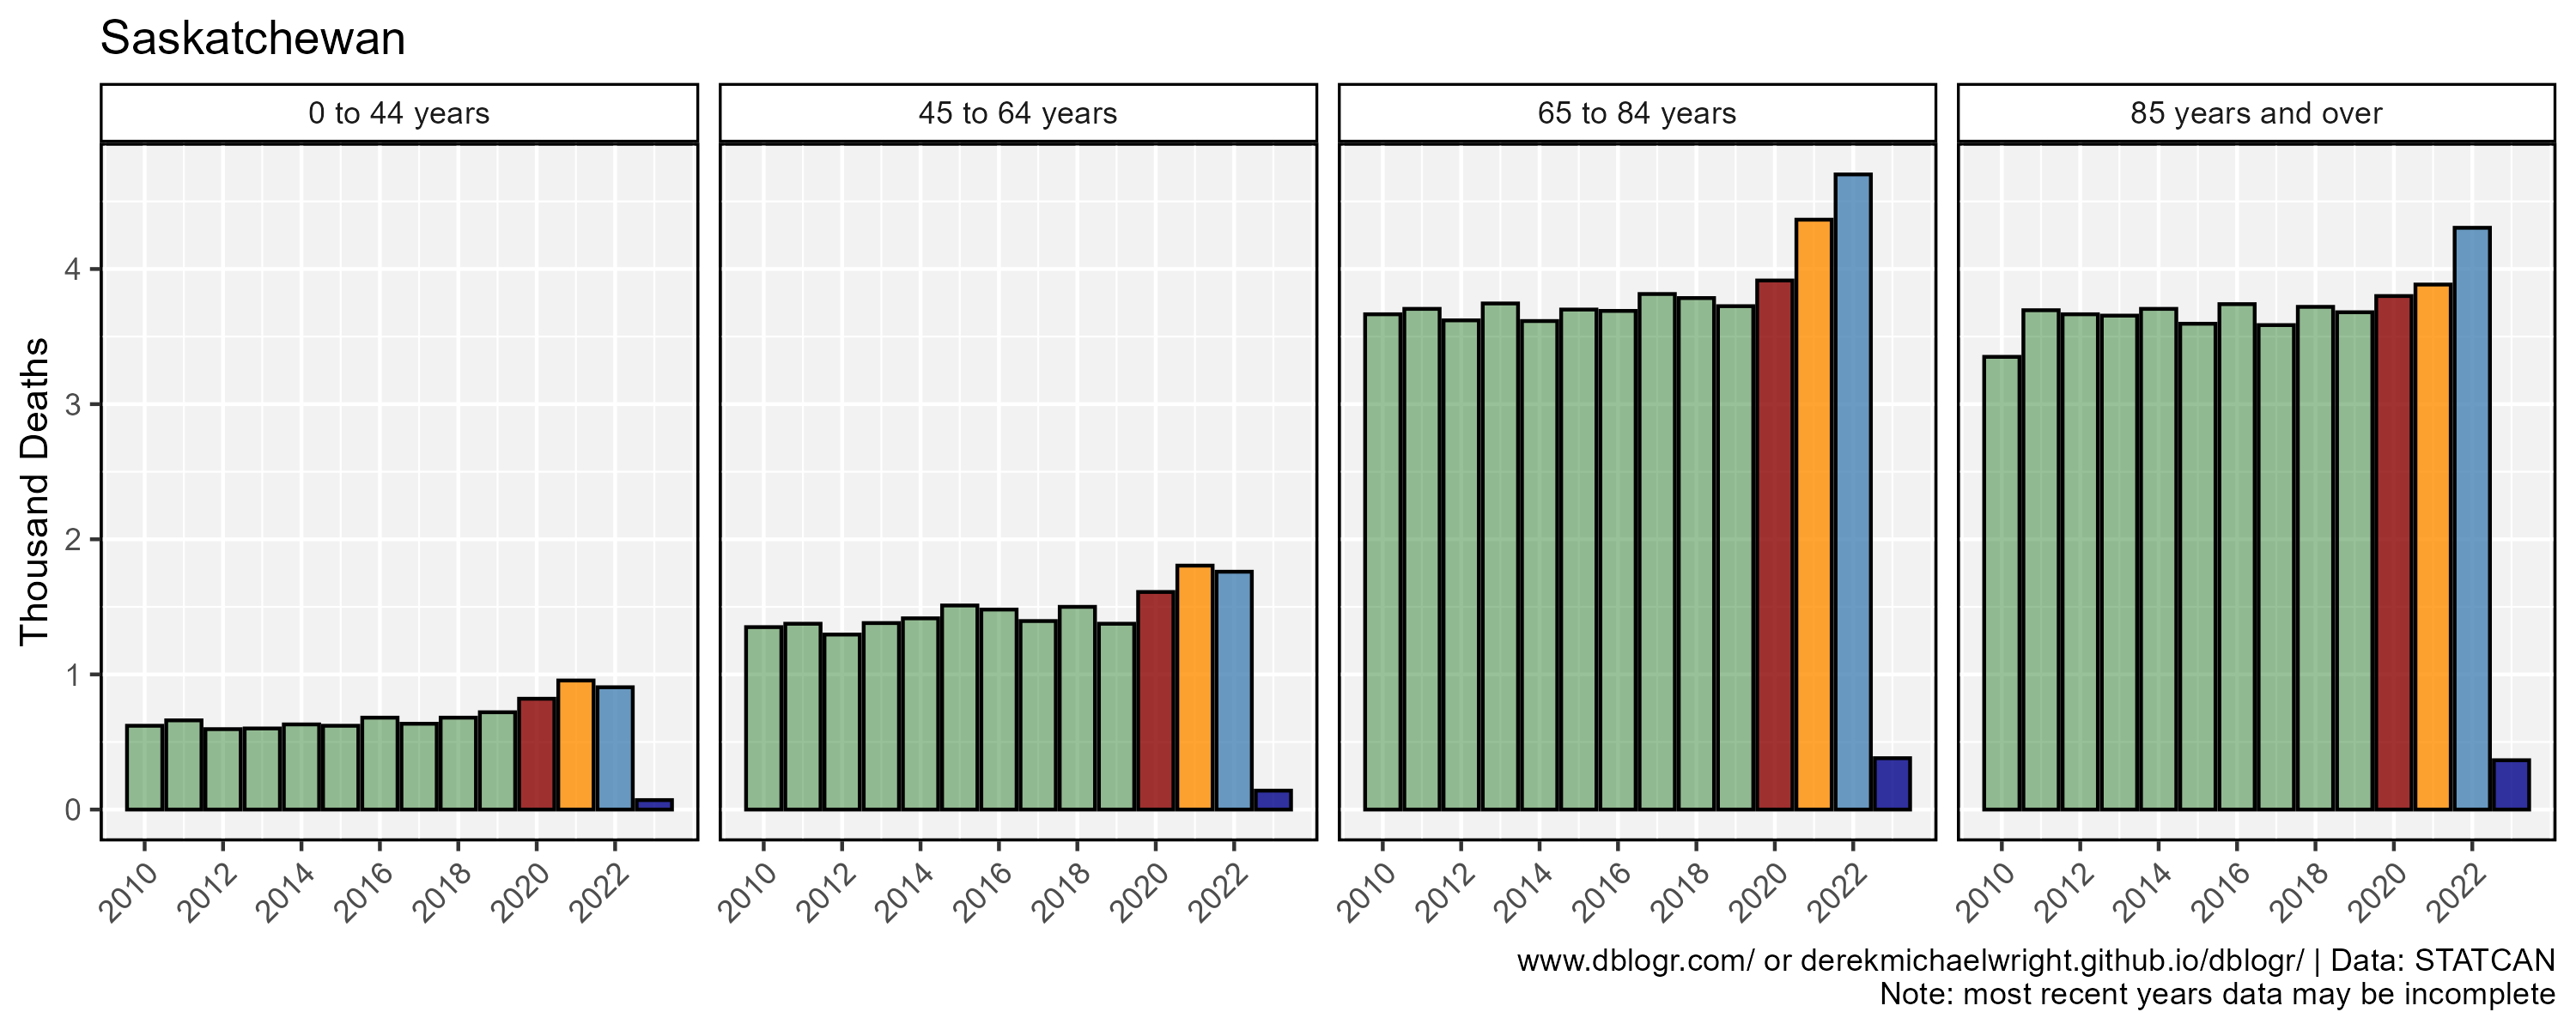 Saskatchewan
0 to 44 years
45 to 64 years
65 to 84 years
85 years and over
Thousand Deaths
4
3
2
1
0
2010 2012 2014 2016 2018 2020 2022
2010 2012 2014 2016 2018 2020 2022
2010 2012 2014 2016 2018 2020 2022
2010 2012 2014 2016 2018 2020 2022
www.dblogr.com/ or derekmichaelwright.github.io/dblogr/ | Data: STATCAN
Note: most recent years data may be incomplete